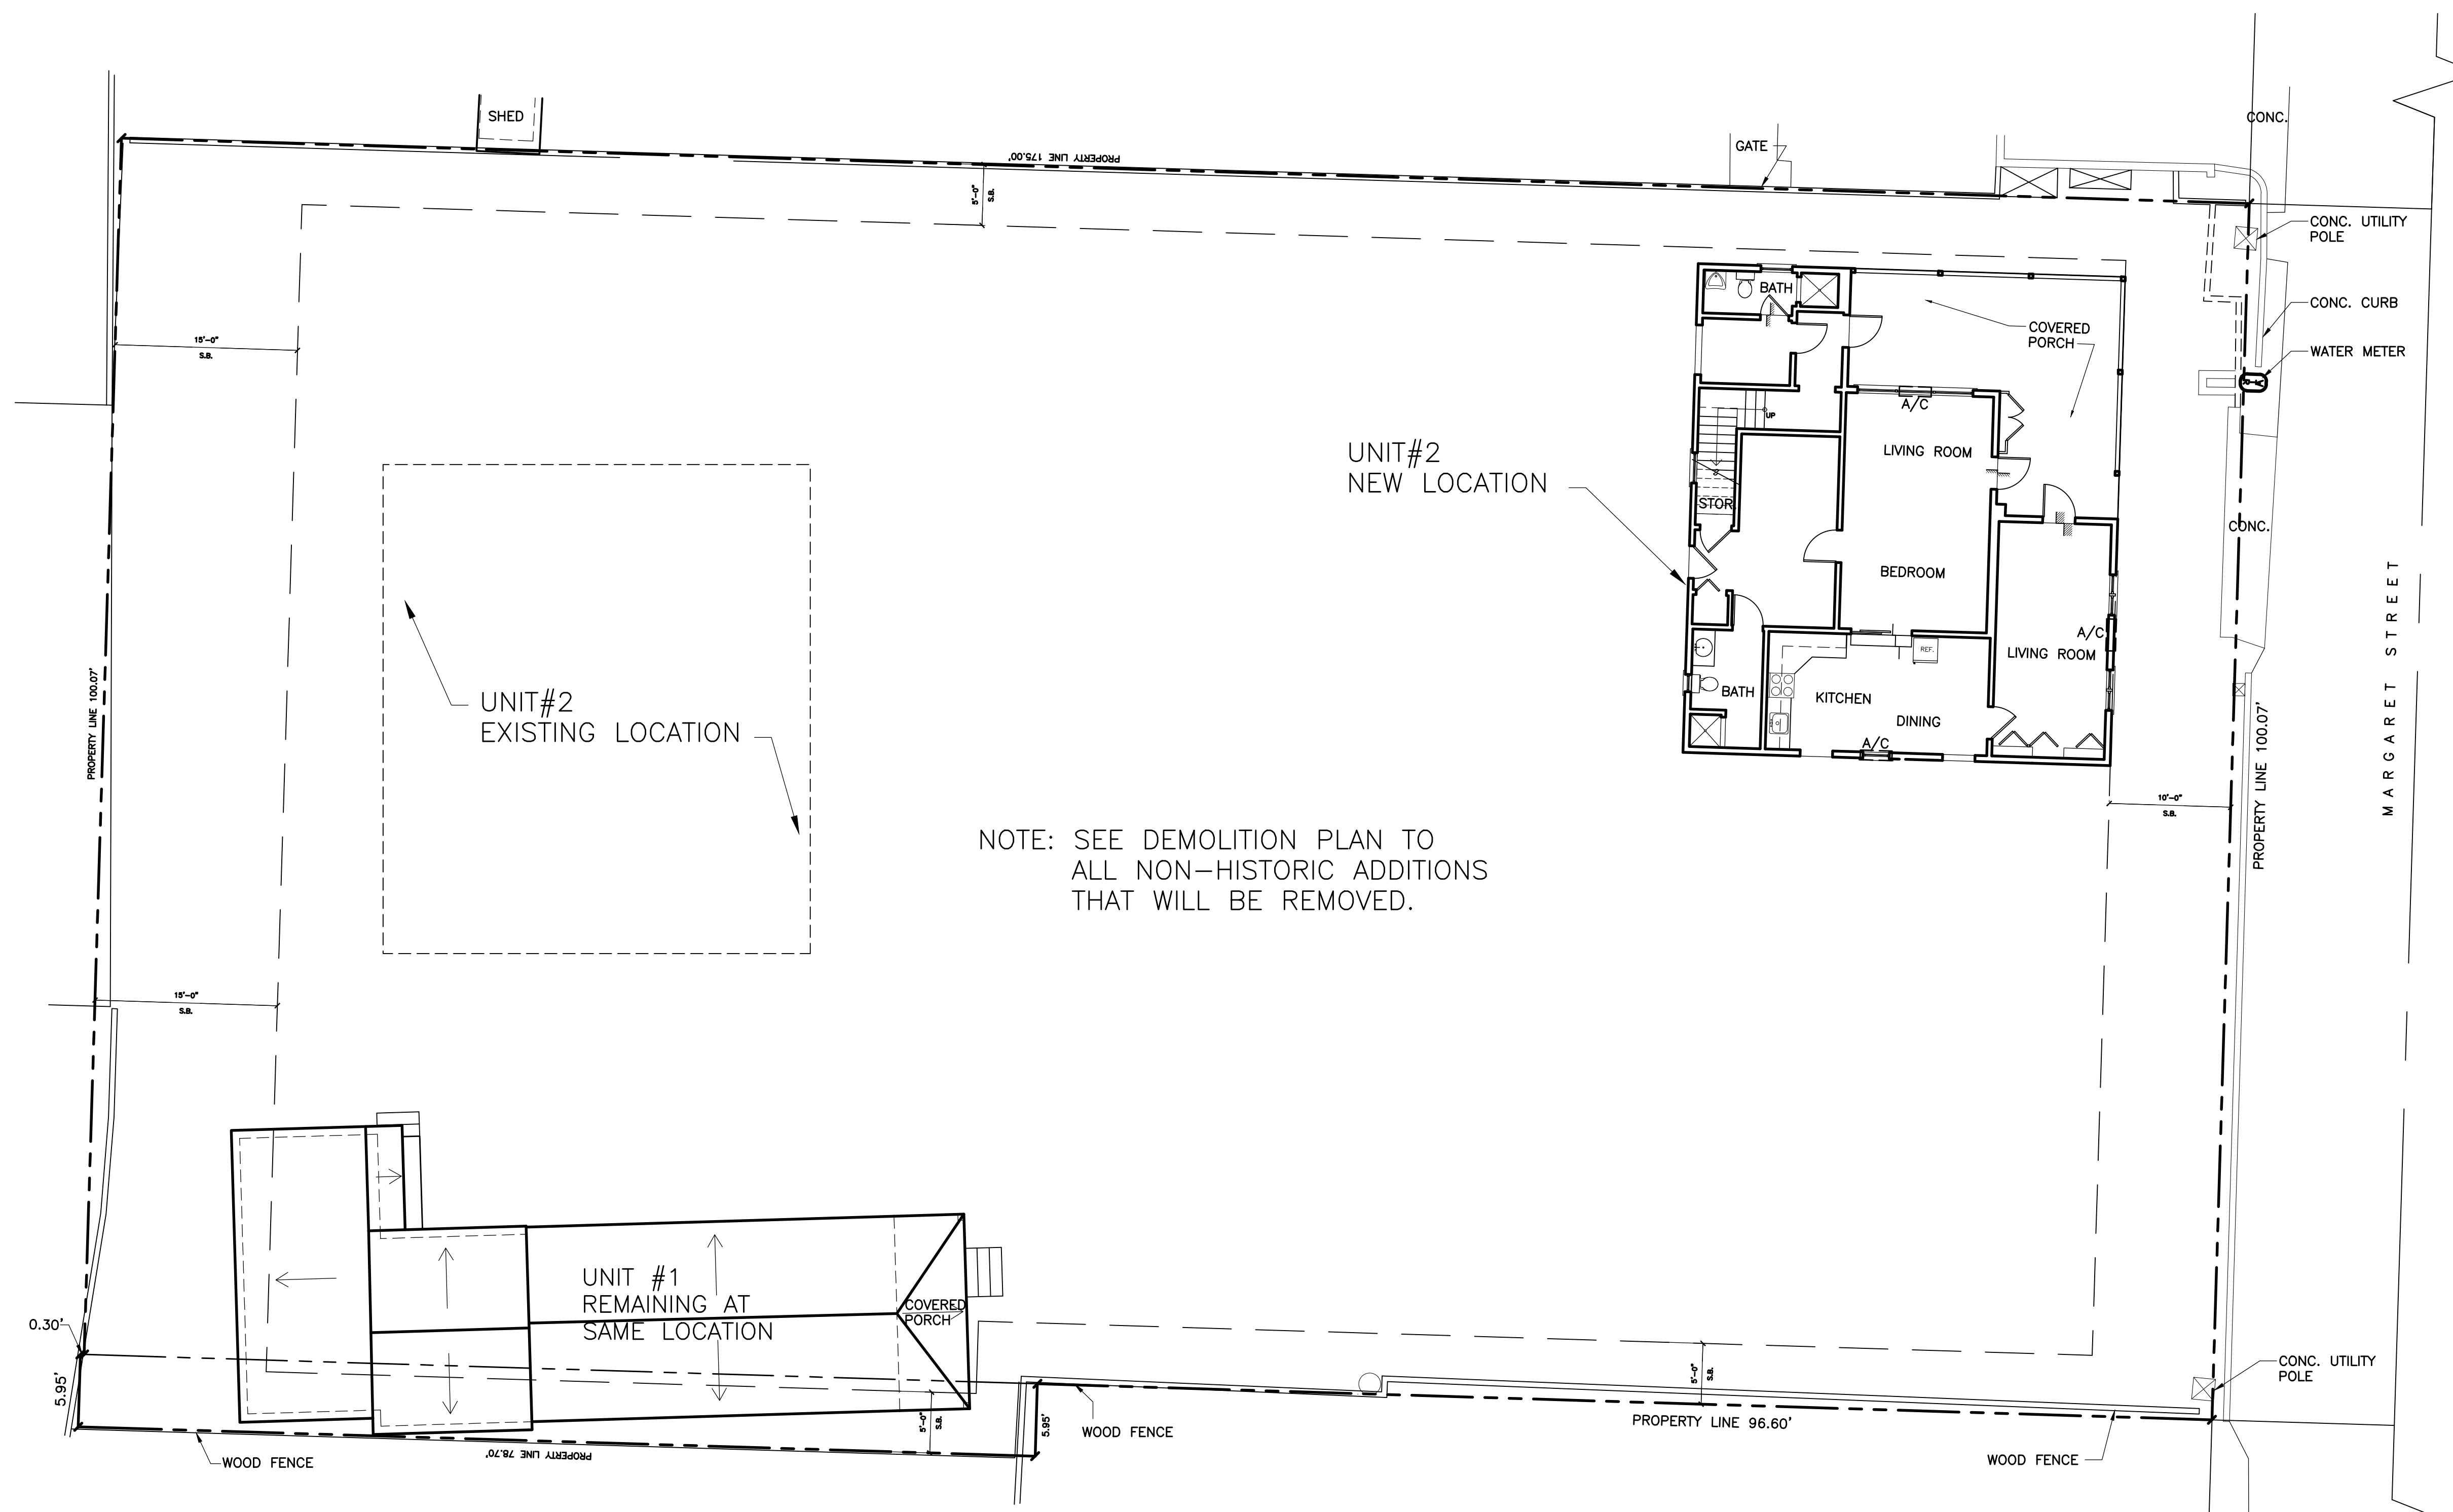 SHED
CONC.
PROPERTY LINE 175.00'
GATE
5'-0"
S.B.
CONC. UTILITY
POLE
BATH
CONC. CURB
COVERED
PORCH
WATER METER
15'-0"
S.B.
A/C
UP
UNIT#2
NEW LOCATION
LIVING ROOM
STOR.
CONC.
BEDROOM
MARGARET STREET
A/C
LIVING ROOM
REF.
PROPERTY LINE 100.07'
UNIT#2
EXISTING LOCATION
BATH
KITCHEN
DINING
A/C
PROPERTY LINE 100.07'
10'-0"
S.B.
NOTE: SEE DEMOLITION PLAN TO
ALL NON-HISTORIC ADDITIONS
THAT WILL BE REMOVED.
15'-0"
S.B.
UNIT #1
REMAINING AT
SAME LOCATION
COVERED
PORCH
0.30'
5.95'
5'-0"
S.B.
5'-0"
S.B.
CONC. UTILITY
POLE
5.95'
WOOD FENCE
PROPERTY LINE 96.60'
WOOD FENCE
PROPERTY LINE 78.70'
WOOD FENCE